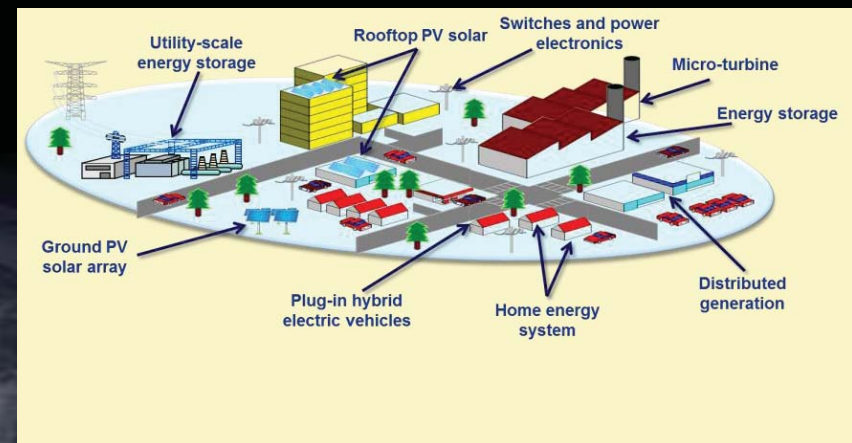 Utility-scale
energy storage
Rooftop PV solar
Switches and power
electronics
Micro-turbine
Energy storage
Ground PV
solar array
Plug-in hybrid
electric vehicles
Home energy
system
Distributed
generation